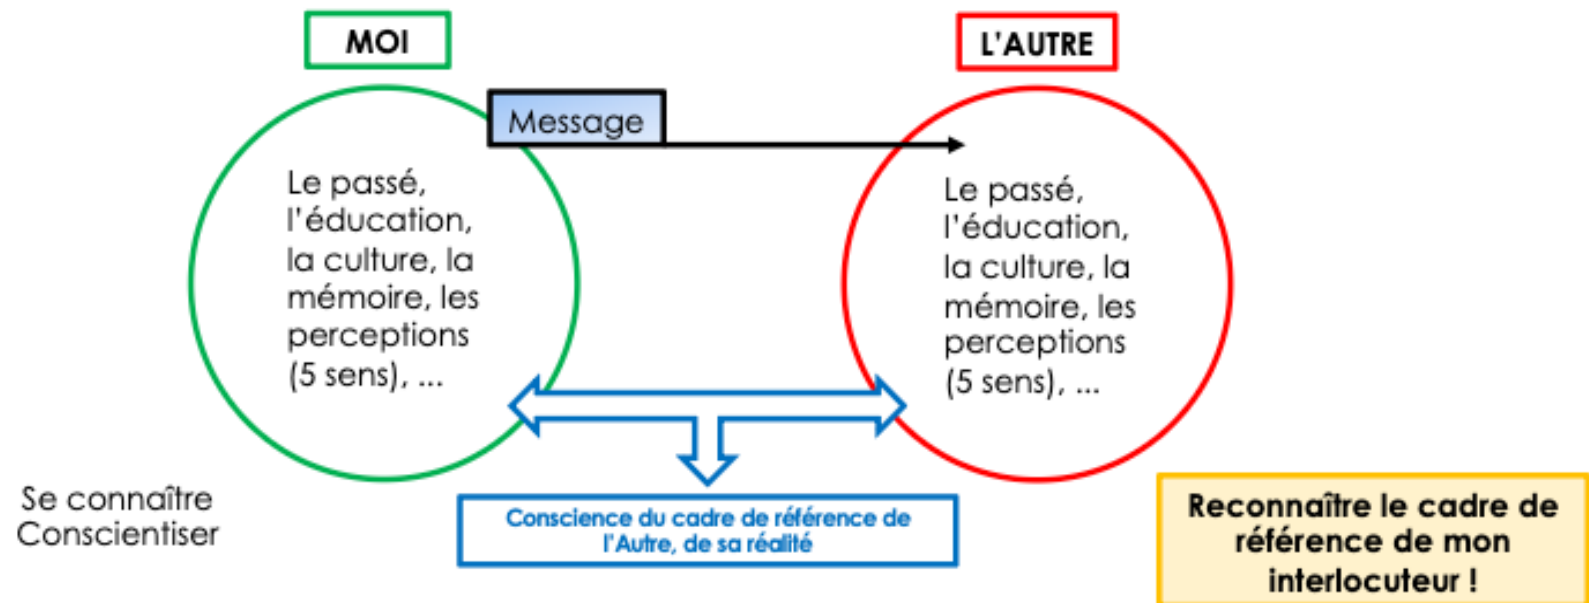 MOI
L'AUTRE
Message
Le passé,
l'éducation,
la culture, la
mémoire, les
perceptions
(5 sens), ...
Le passé,
l'éducation,
la culture, la
mémoire, les
perceptions
(5 sens), ...
Se connaître
Conscientiser
Conscience du cadre de référence de
l'Autre, de sa réalité
Reconnaître le cadre de
référence de mon
interlocuteur !